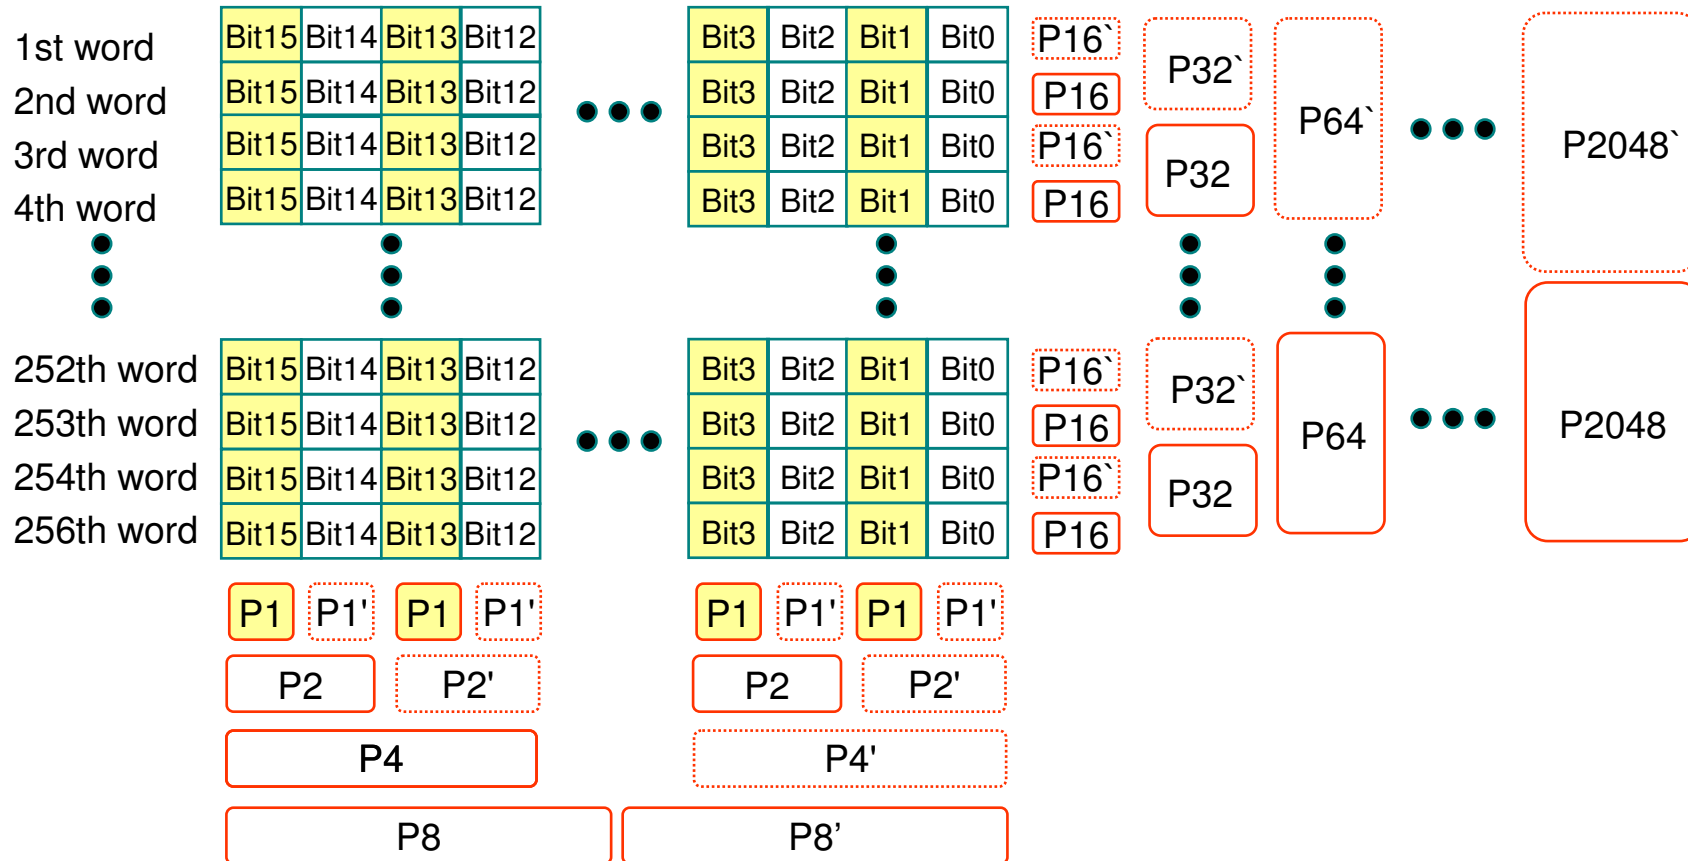 1st word Bit15 Bit14 Bit13 Bit12 Bit3 Bit2 Bit1 Bit0 P16`
2nd word Bit15 Bit14 Bit13 Bit12 Bit3 Bit2 Bit1 Bit0 P16
3rd word Bit15 Bit14 Bit13 Bit12 Bit3 Bit2 Bit1 Bit0 P16`
4th word Bit15 Bit14 Bit13 Bit12 Bit3 Bit2 Bit1 Bit0 P16
P32`
P32
P64`
P2048`
252th word Bit15 Bit14 Bit13 Bit12 Bit3 Bit2 Bit1 Bit0 P16`
253th word Bit15 Bit14 Bit13 Bit12 Bit3 Bit2 Bit1 Bit0 P16
254th word Bit15 Bit14 Bit13 Bit12 Bit3 Bit2 Bit1 Bit0 P16`
256th word Bit15 Bit14 Bit13 Bit12 Bit3 Bit2 Bit1 Bit0 P16
P32`
P32
P64
P2048
P1 P1' P1 P1' P1 P1' P1 P1'
P2 P2' P2 P2'
P4 P4'
P8 P8’